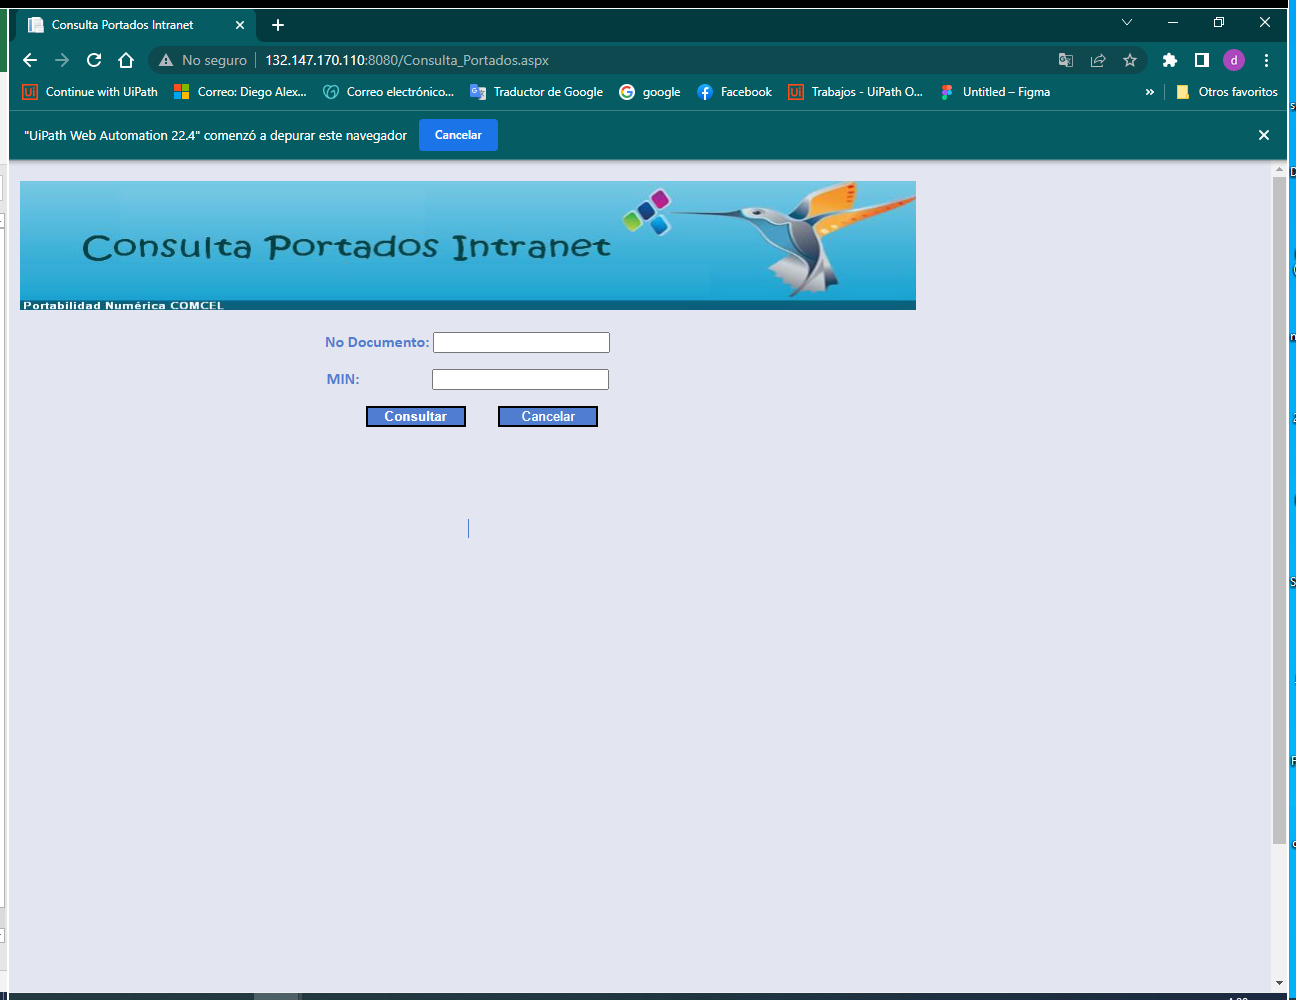 Consulta Portados Intranet
No seguro 132.147.170.110:8080/Consulta_Portados.aspx
d
Continue with UiPath Correo: Diego Alex... Correo electrónico... Traductor de Google google Facebook Trabajos - UiPath O... Untitled – Figma » Otros favoritos
"UiPath Web Automation 22.4" comenzó a depurar este navegador Cancelar
Consulta Portados Intranet
Portabilidad Numérica COMCEL
No Documento:
MIN:
Consultar Cancelar